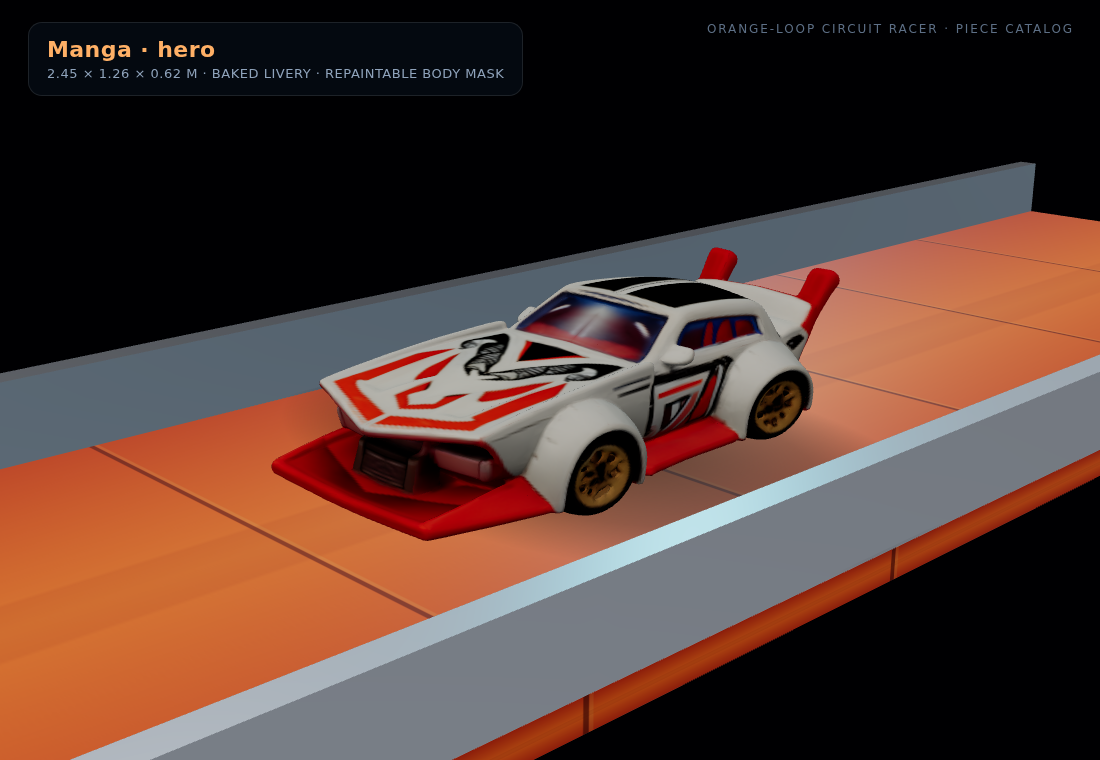 Manga · hero
2.45 × 1.26 × 0.62 M · BAKED LIVERY · REPAINTABLE BODY MASK
ORANGE-LOOP CIRCUIT RACER · PIECE CATALOG